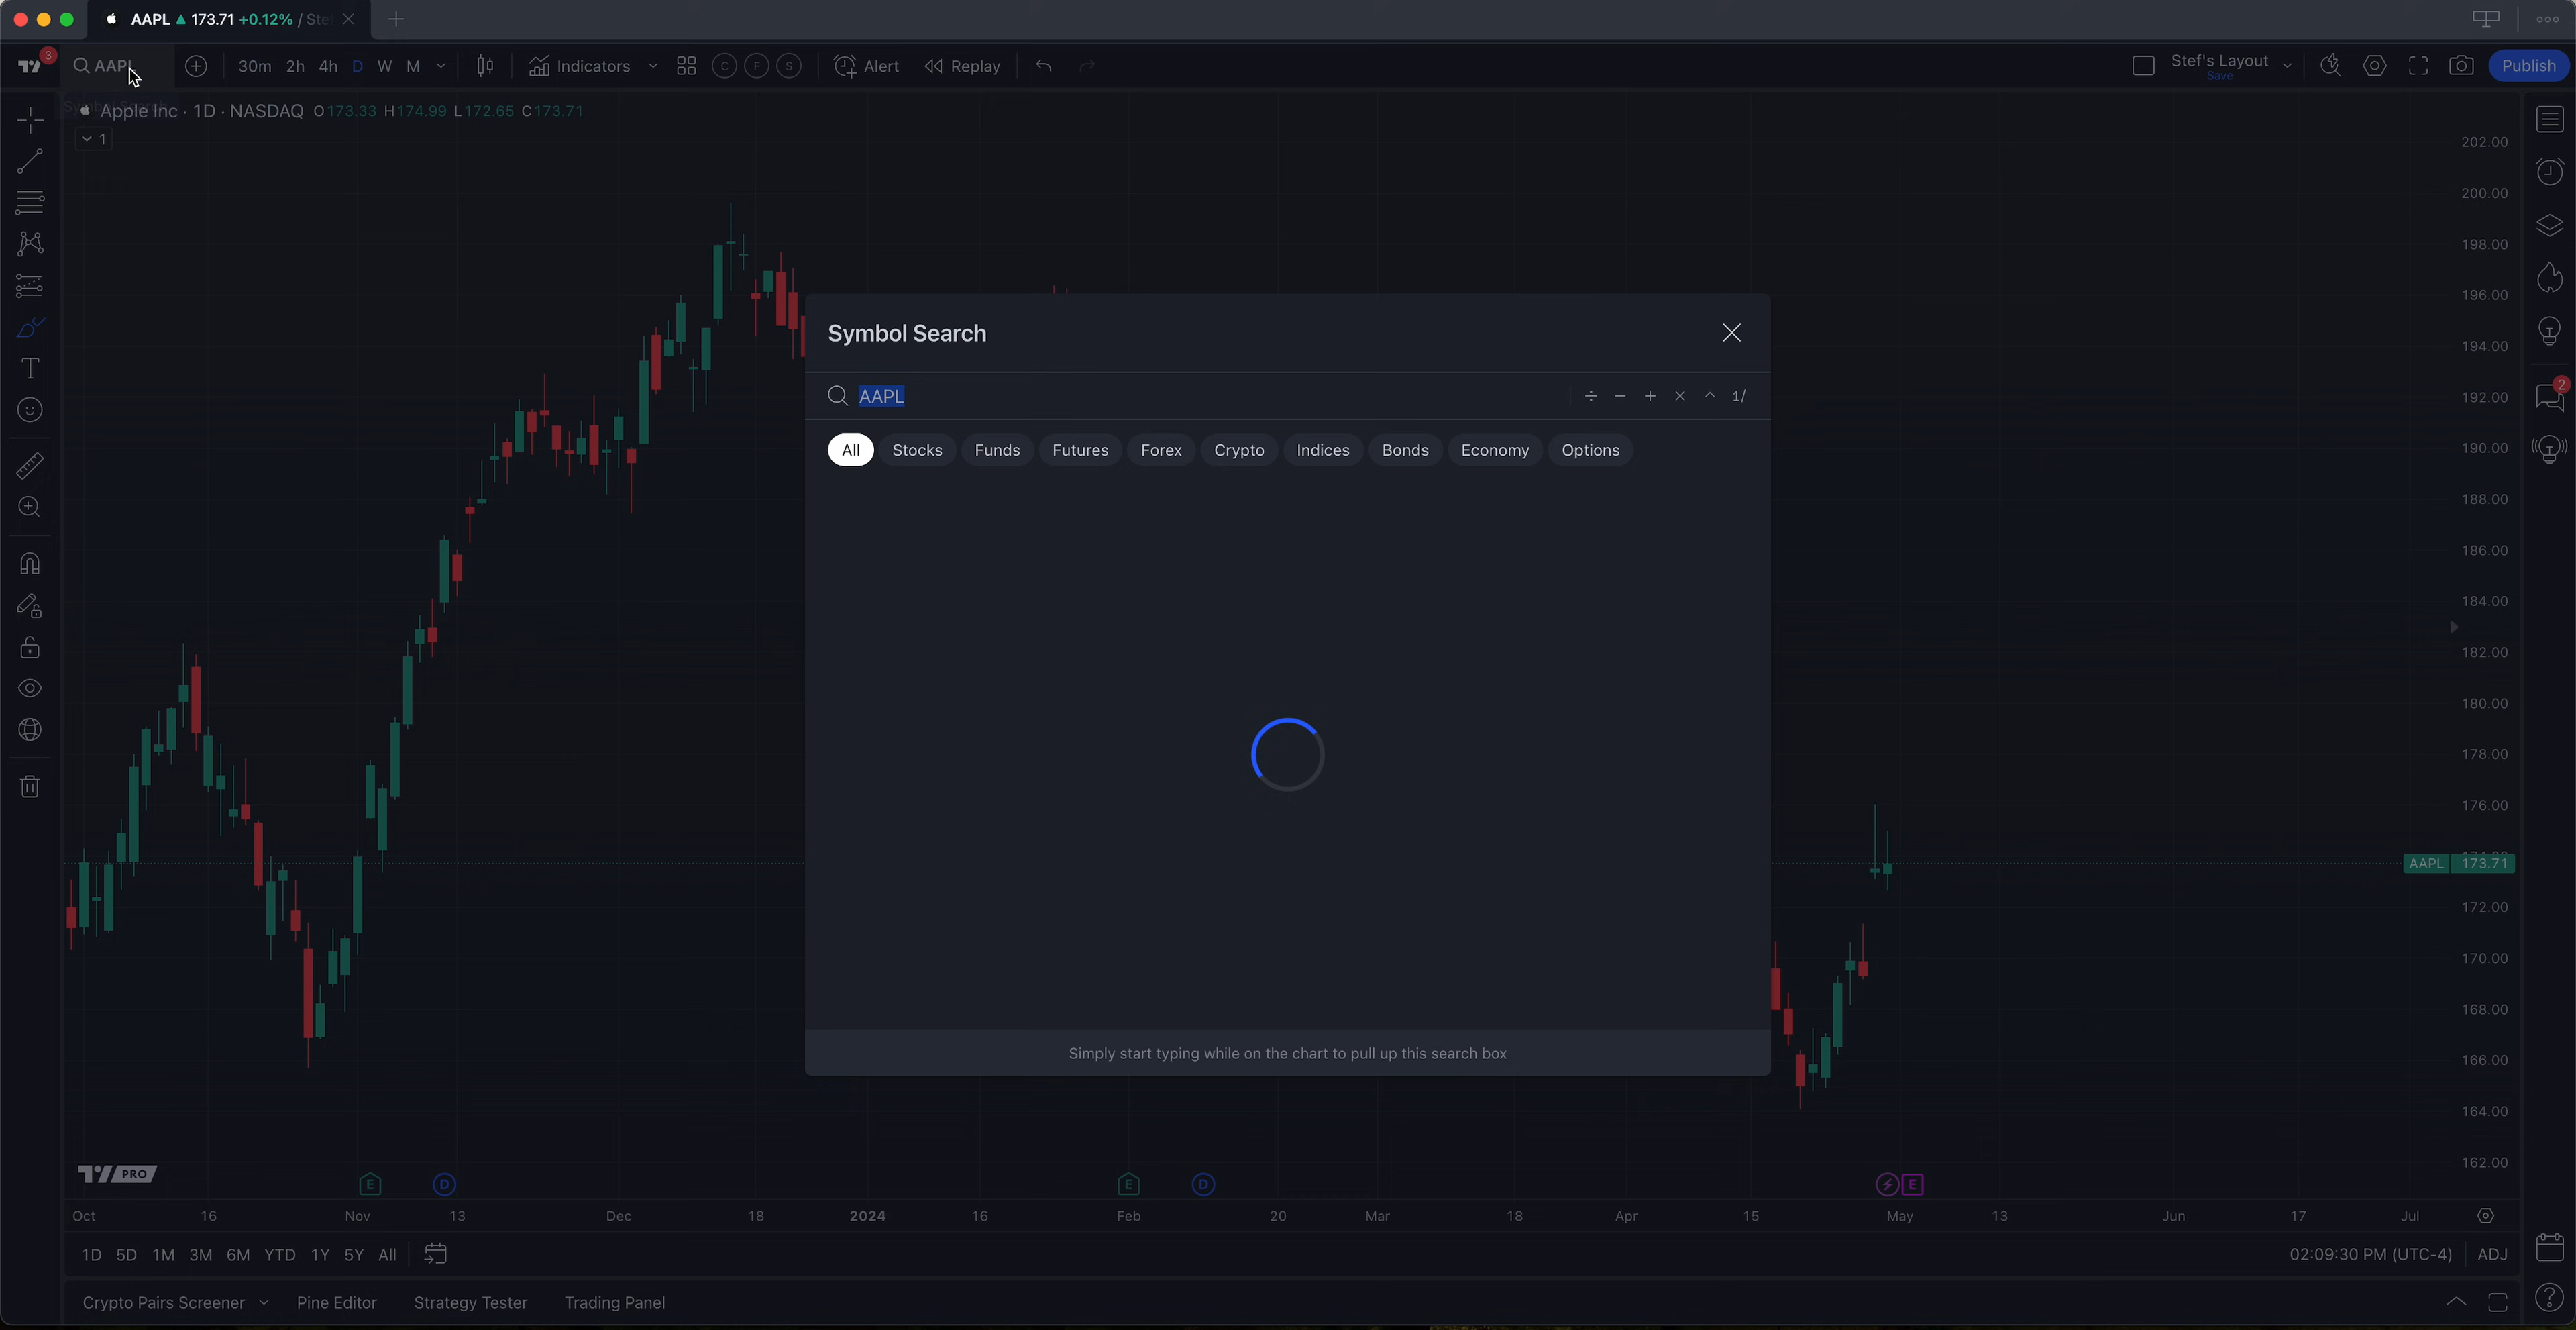 AAPL ▲ 173.71 +0.12% / Ste
3 AAPL 30m 2h 4h D W M Indicators C F S Alert Replay Stef's Layout Publish
Save
Apple Inc · 1D · NASDAQ O173.33 H174.99 L172.65 C173.71
1
202.00
200.00
198.00
196.00
194.00
192.00
190.00
188.00
186.00
184.00
182.00
180.00
178.00
176.00
AAPL 173.71
172.00
170.00
168.00
166.00
164.00
162.00
2
Symbol Search
AAPL ÷ − + × ^ 1/
All Stocks Funds Futures Forex Crypto Indices Bonds Economy Options
Simply start typing while on the chart to pull up this search box
PRO
E D E D E
Oct 16 Nov 13 Dec 18 2024 16 Feb 20 Mar 18 Apr 15 May 13 Jun 17 Jul
1D 5D 1M 3M 6M YTD 1Y 5Y All 02:09:30 PM (UTC-4) ADJ
Crypto Pairs Screener Pine Editor Strategy Tester Trading Panel